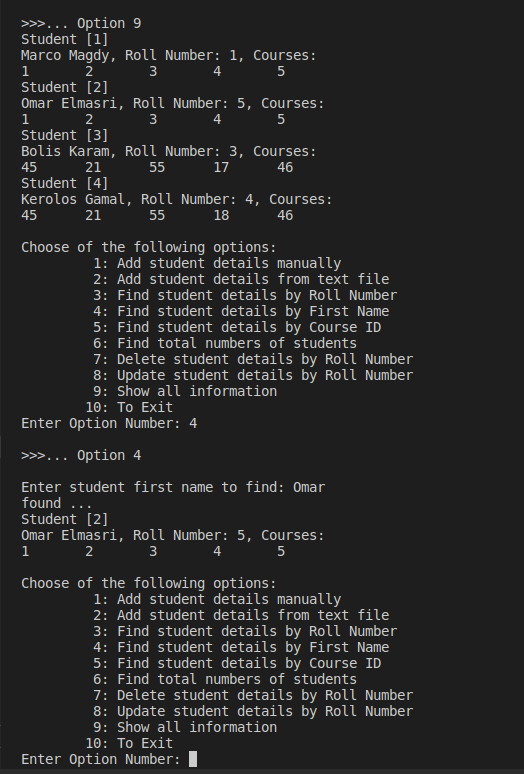 >>>... Option 9
Student [1]
Marco Magdy, Roll Number: 1, Courses:
1       2       3       4       5
Student [2]
Omar Elmasri, Roll Number: 5, Courses:
1       2       3       4       5
Student [3]
Bolis Karam, Roll Number: 3, Courses:
45      21      55      17      46
Student [4]
Kerolos Gamal, Roll Number: 4, Courses:
45      21      55      18      46

Choose of the following options:
         1: Add student details manually
         2: Add student details from text file
         3: Find student details by Roll Number
         4: Find student details by First Name
         5: Find student details by Course ID
         6: Find total numbers of students
         7: Delete student details by Roll Number
         8: Update student details by Roll Number
         9: Show all information
        10: To Exit
Enter Option Number: 4

>>>... Option 4

Enter student first name to find: Omar
found ...
Student [2]
Omar Elmasri, Roll Number: 5, Courses:
1       2       3       4       5

Choose of the following options:
         1: Add student details manually
         2: Add student details from text file
         3: Find student details by Roll Number
         4: Find student details by First Name
         5: Find student details by Course ID
         6: Find total numbers of students
         7: Delete student details by Roll Number
         8: Update student details by Roll Number
         9: Show all information
        10: To Exit
Enter Option Number: